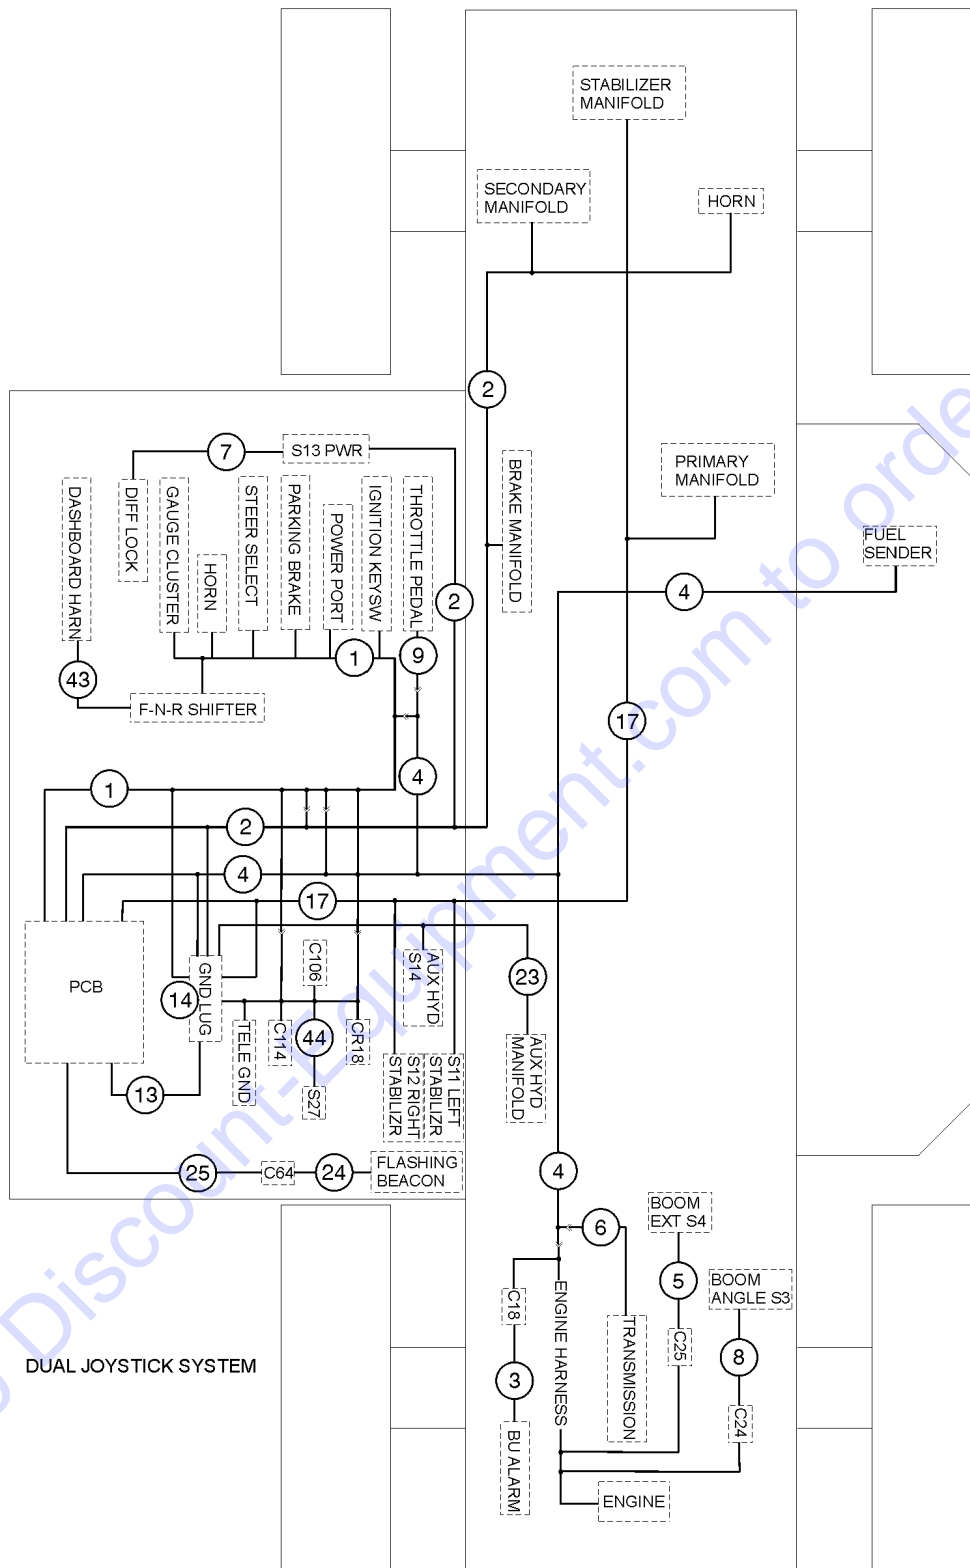 STABILIZER
MANIFOLD
SECONDARY
MANIFOLD
HORN
2
7
S13 PWR
DASHBOARD HARN
DIFF LOCK
GAUGE CLUSTER
HORN
STEER SELECT
PARKING BRAKE
POWER PORT
IGNITION KEYSW
THROTTLE PEDAL
BRAKE MANIFOLD
PRIMARY
MANIFOLD
FUEL
SENDER
4
2
1
9
43
F-N-R SHIFTER
17
4
1
2
4
17
PCB
14
GND LUG
C106
S14
AUX HYD
23
44
TELE GND
C114
CR18
S27
S12 RIGHT
STABILIZR
S11 LEFT
STABILIZR
AUX HYD
MANIFOLD
13
25
C64
24
FLASHING
BEACON
4
6
BOOM
EXT S4
5
BOOM
ANGLE S3
C18
ENGINE HARNESS
TRANSMISSION
C25
8
3
C24
BU ALARM
ENGINE
DUAL JOYSTICK SYSTEM
Discount-Equipment.com to orde